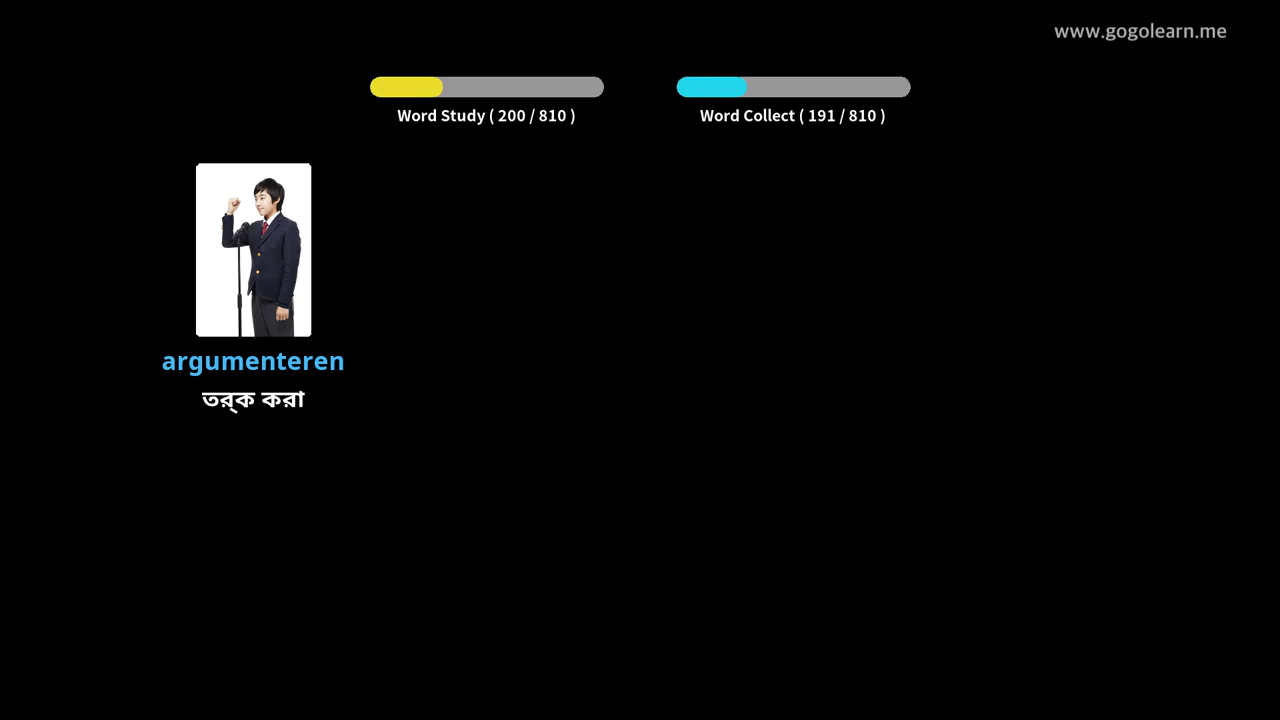 www.gogolearn.me
Word Study ( 200 / 810 )
Word Collect ( 191 / 810 )
argumenteren
তর্ক করা